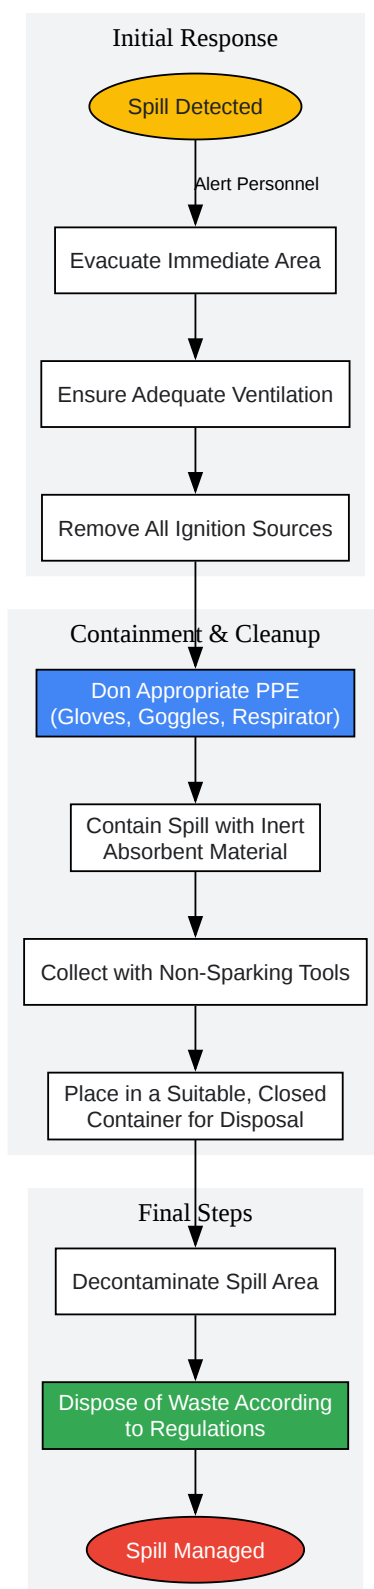 Initial Response
Spill Detected
Alert Personnel
Evacuate Immediate Area
Ensure Adequate Ventilation
Remove All Ignition Sources
Containment & Cleanup
Don Appropriate PPE
(Gloves, Goggles, Respirator)
Contain Spill with Inert
Absorbent Material
Collect with Non-Sparking Tools
Place in a Suitable, Closed
Container for Disposal
Final Steps
Decontaminate Spill Area
Dispose of Waste According
to Regulations
Spill Managed